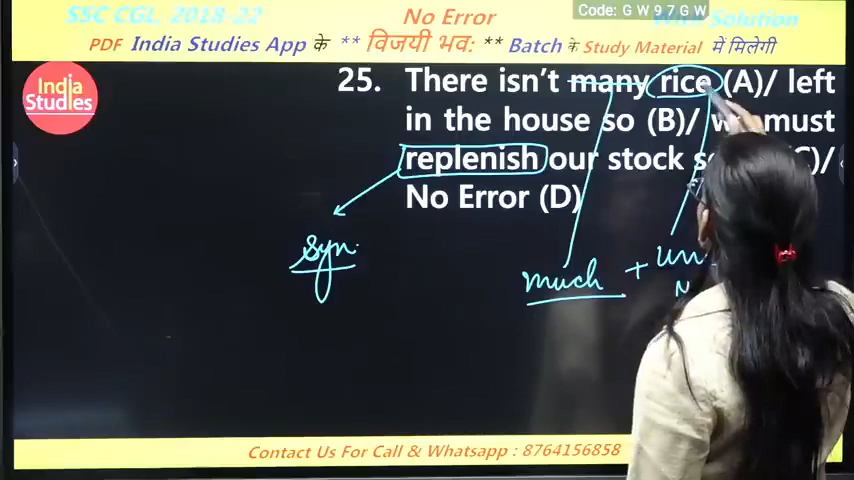 SSC CGL 2018-22
No Error
Code: G W 9 7 G W
Solution
PDF India Studies App के ** विजयी भवः ** Batch के Study Material में मिलेगी
India
Studies
25. There isn't many rice (A)/ left
in the house so (B)/ must
replenish our stock /
No Error (D)
Syn.
much + un
N
Contact Us For Call & Whatsapp : 8764156858